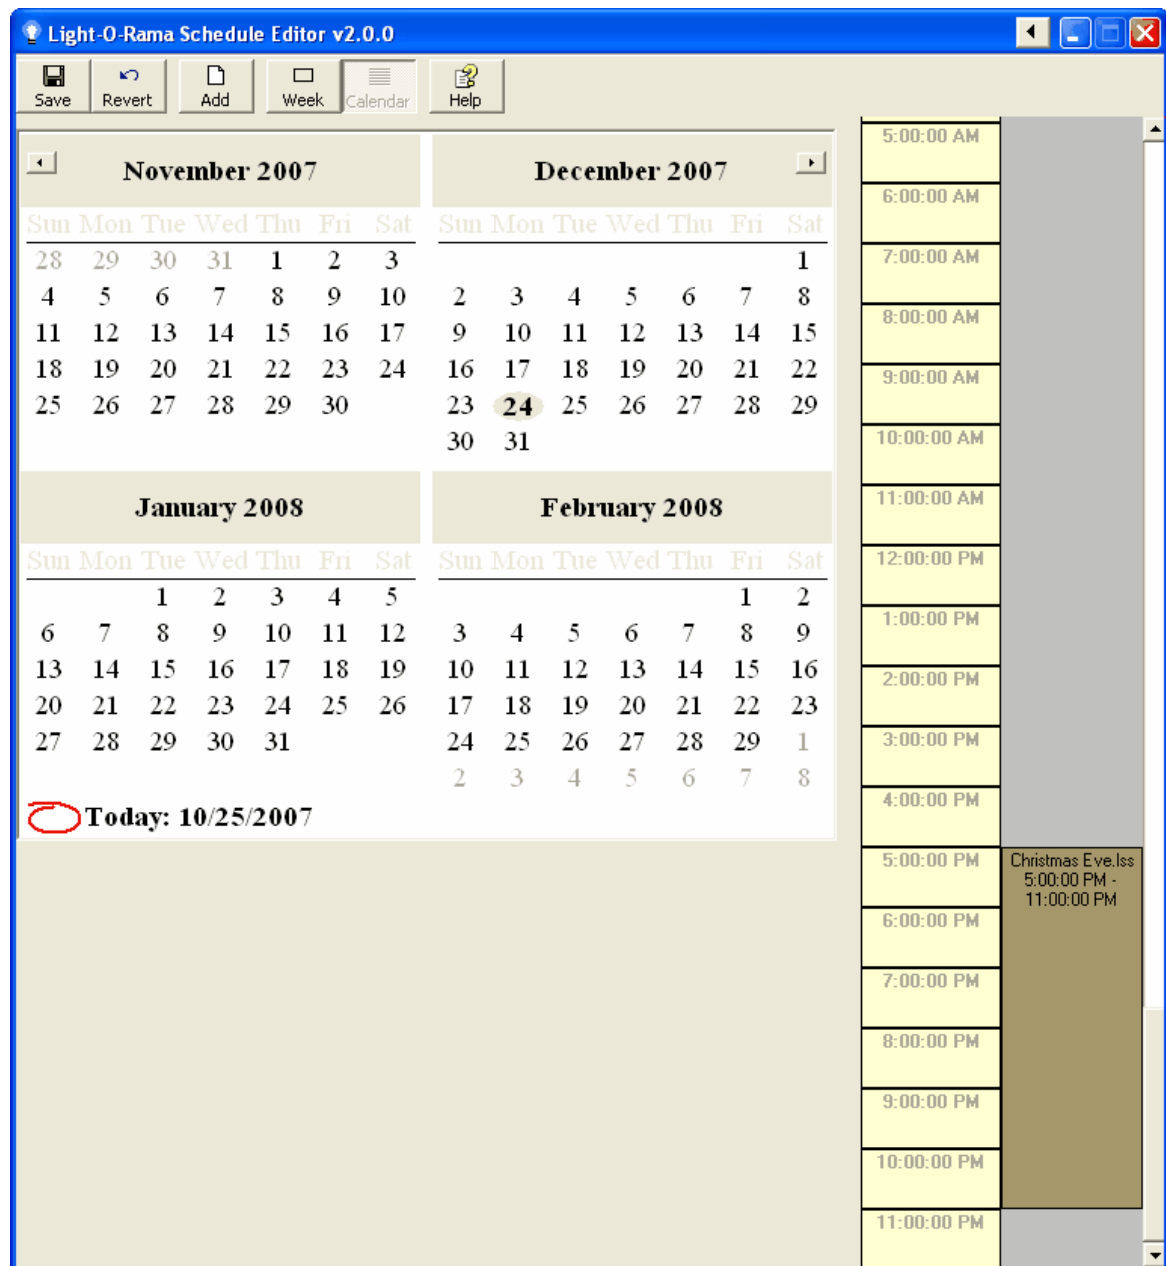 Light-O-Rama Schedule Editor v2.0.0
Save Revert Add Week Calendar Help
November 2007
Sun Mon Tue Wed Thu Fri Sat
28 29 30 31 1 2 3
4 5 6 7 8 9 10
11 12 13 14 15 16 17
18 19 20 21 22 23 24
25 26 27 28 29 30
December 2007
Sun Mon Tue Wed Thu Fri Sat
1
2 3 4 5 6 7 8
9 10 11 12 13 14 15
16 17 18 19 20 21 22
23 24 25 26 27 28 29
30 31
January 2008
Sun Mon Tue Wed Thu Fri Sat
1 2 3 4 5
6 7 8 9 10 11 12
13 14 15 16 17 18 19
20 21 22 23 24 25 26
27 28 29 30 31
February 2008
Sun Mon Tue Wed Thu Fri Sat
1 2
3 4 5 6 7 8 9
10 11 12 13 14 15 16
17 18 19 20 21 22 23
24 25 26 27 28 29 1
2 3 4 5 6 7 8
Today: 10/25/2007
5:00:00 AM
6:00:00 AM
7:00:00 AM
8:00:00 AM
9:00:00 AM
10:00:00 AM
11:00:00 AM
12:00:00 PM
1:00:00 PM
2:00:00 PM
3:00:00 PM
4:00:00 PM
5:00:00 PM
6:00:00 PM
7:00:00 PM
8:00:00 PM
9:00:00 PM
10:00:00 PM
11:00:00 PM
Christmas Eve.lss
5:00:00 PM -
11:00:00 PM